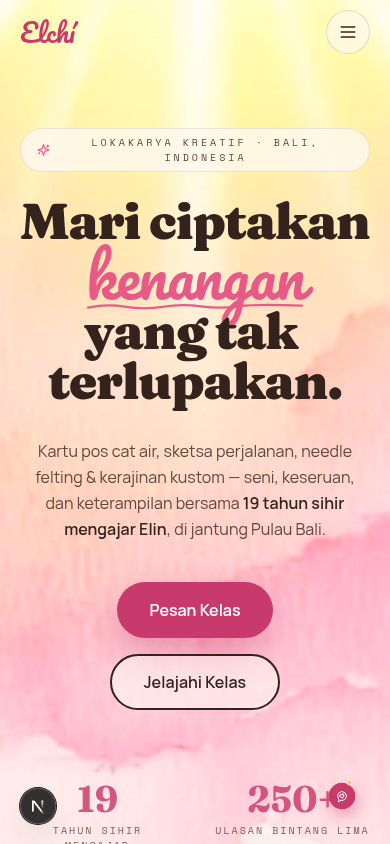 Elchí
LOKAKARYA KREATIF · BALI,
INDONESIA
Mari ciptakan
kenangan
yang tak
terlupakan.
Kartu pos cat air, sketsa perjalanan, needle
felting & kerajinan kustom — seni, keseruan,
dan keterampilan bersama 19 tahun sihir
mengajar Elin, di jantung Pulau Bali.
Pesan Kelas
Jelajahi Kelas
N
19
250+
TAHUN SIHIR
MENGAJAR
ULASAN BINTANG LIMA